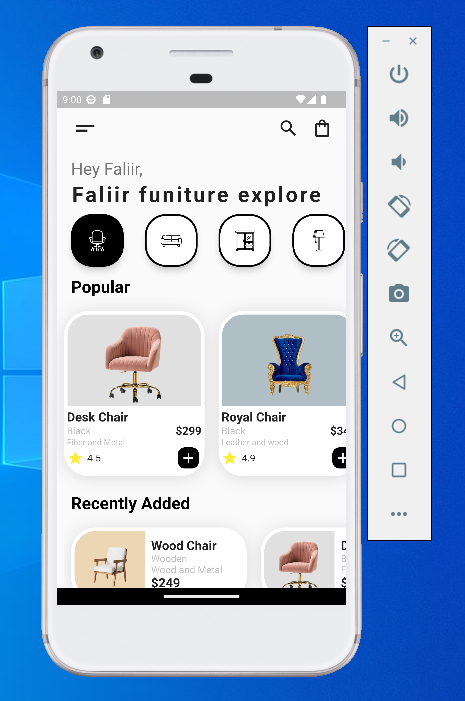 9:00
Hey Faliir,
Faliir funiture explore
Popular
Desk Chair
Black $299
Fiber and Metal
4.5
Royal Chair
Black $34
Leather and wood
4.9
Recently Added
Wood Chair
Wooden
Wood and Metal
$249